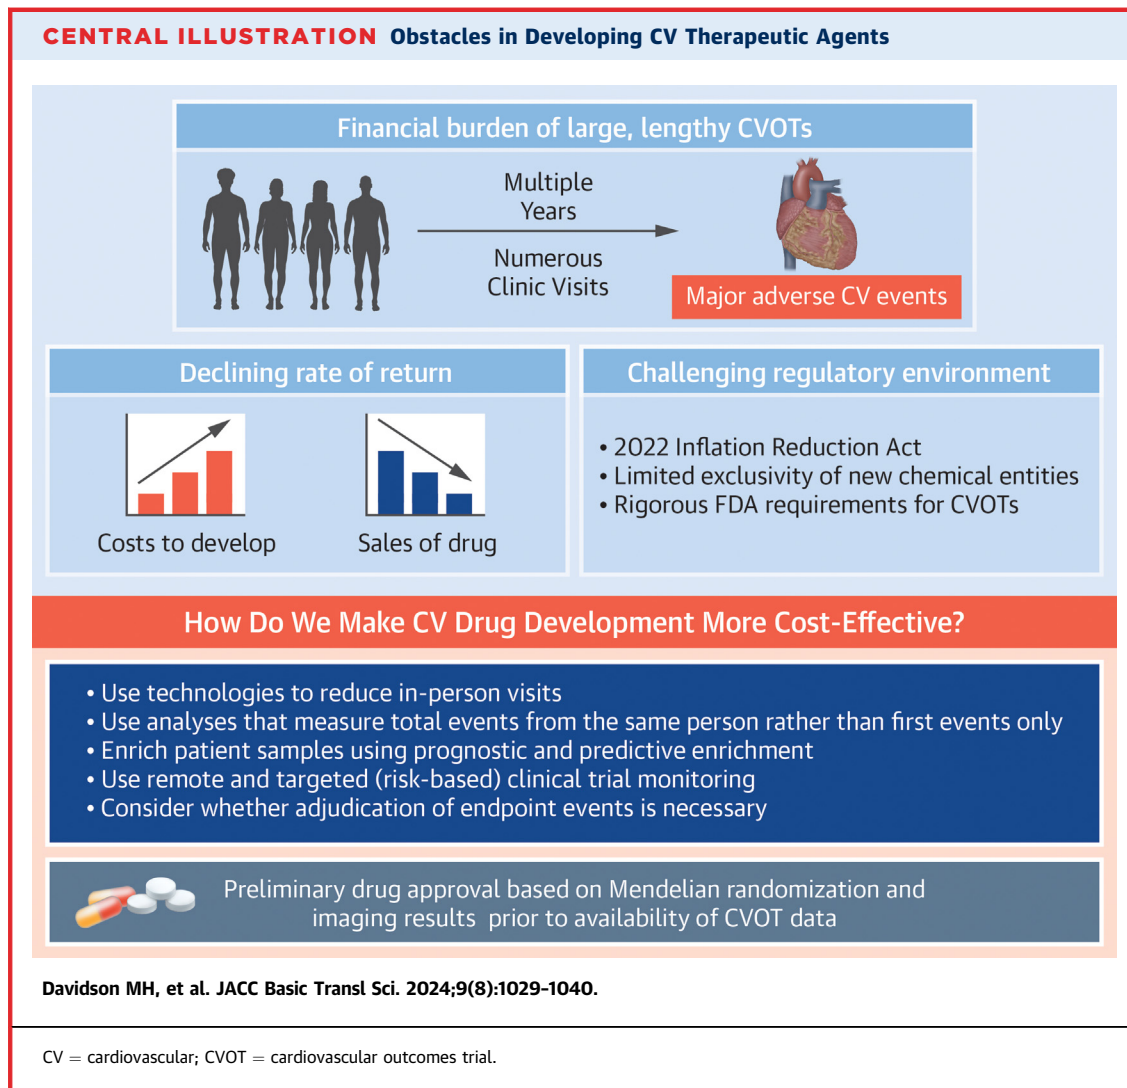 CENTRAL ILLUSTRATION Obstacles in Developing CV Therapeutic Agents
Financial burden of large, lengthy CVOTs
Multiple
Years
Numerous
Clinic Visits
Major adverse CV events
Declining rate of return
Costs to develop
Sales of drug
Challenging regulatory environment
• 2022 Inflation Reduction Act
• Limited exclusivity of new chemical entities
• Rigorous FDA requirements for CVOTs
How Do We Make CV Drug Development More Cost-Effective?
• Use technologies to reduce in-person visits
• Use analyses that measure total events from the same person rather than first events only
• Enrich patient samples using prognostic and predictive enrichment
• Use remote and targeted (risk-based) clinical trial monitoring
• Consider whether adjudication of endpoint events is necessary
Preliminary drug approval based on Mendelian randomization and
imaging results prior to availability of CVOT data
Davidson MH, et al. JACC Basic Transl Sci. 2024;9(8):1029–1040.
CV = cardiovascular; CVOT = cardiovascular outcomes trial.